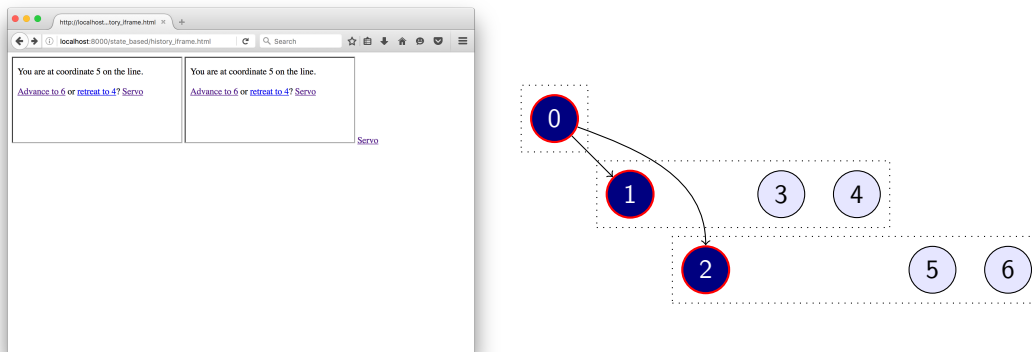 http://localhost...tory_iframe.html ×
+
localhost:8000/state_based/history_iframe.html
Search
You are at coordinate 5 on the line.
Advance to 6 or retreat to 4? Servo
You are at coordinate 5 on the line.
Advance to 6 or retreat to 4? Servo
Servo
0
1 3 4
2 5 6